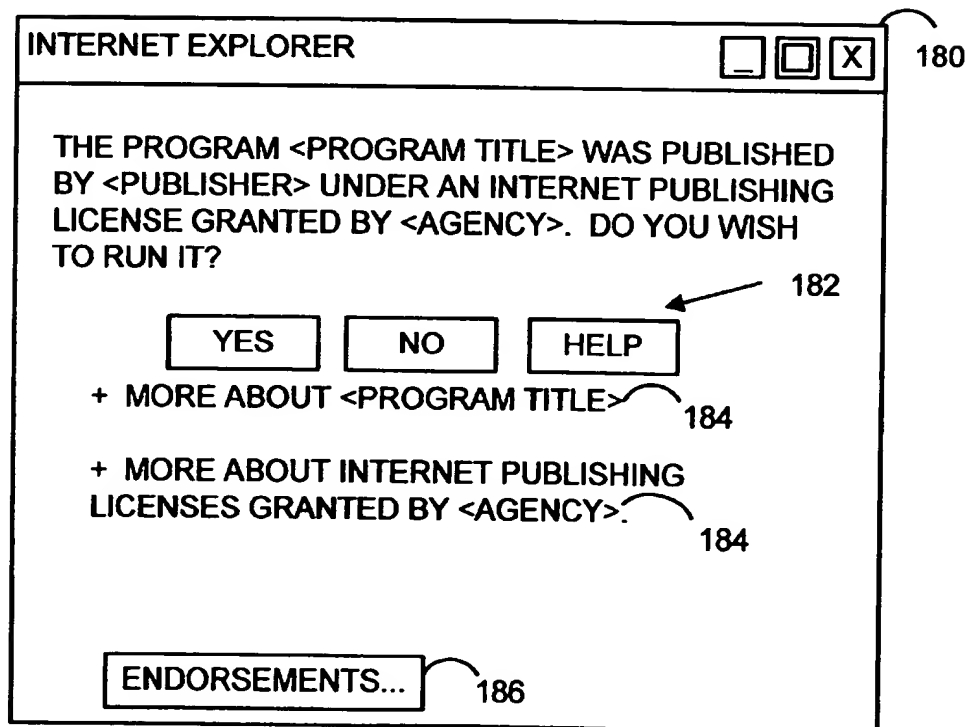 INTERNET EXPLORER
_ X
180
THE PROGRAM <PROGRAM TITLE> WAS PUBLISHED
BY <PUBLISHER> UNDER AN INTERNET PUBLISHING
LICENSE GRANTED BY <AGENCY>. DO YOU WISH
TO RUN IT?
182
YES NO HELP
+ MORE ABOUT <PROGRAM TITLE>
184
+ MORE ABOUT INTERNET PUBLISHING
LICENSES GRANTED BY <AGENCY>.
184
ENDORSEMENTS...
186